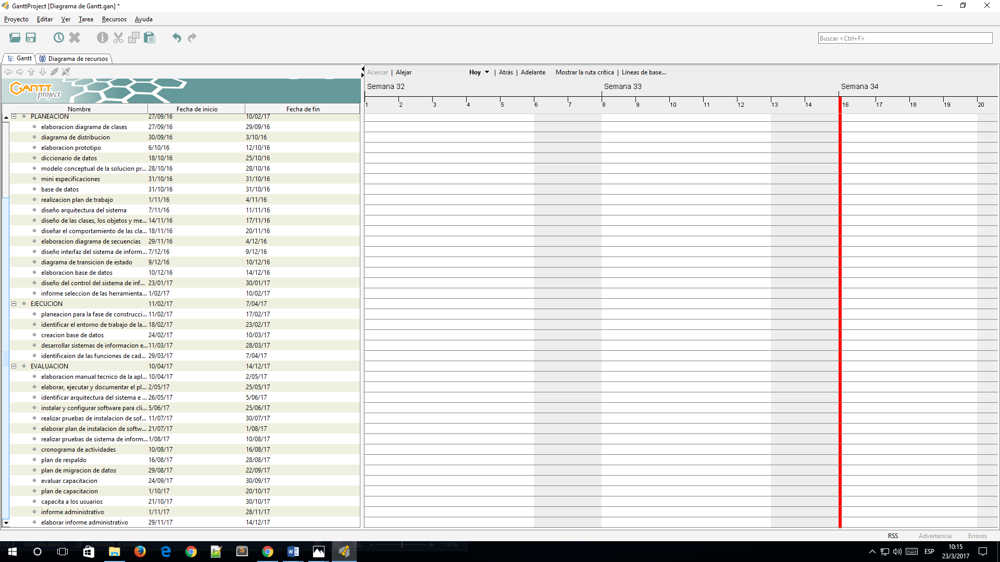 GanttProject [Diagrama de Gantt.gan] *
Proyecto Editar Ver Tarea Recursos Ayuda
Buscar <Ctrl+F>
Gantt Diagrama de recursos
Acercar | Alejar Hoy | Atrás | Adelante Mostrar la ruta crítica | Líneas de base...
GANTT project
Semana 32 Semana 33 Semana 34
1 2 3 4 5 6 7 8 9 10 11 12 13 14 16 17 18 19 20
Nombre Fecha de inicio Fecha de fin
PLANEACION 27/09/16 10/02/17
elaboracion diagrama de clases 27/09/16 29/09/16
diagrama de distribucion 30/09/16 3/10/16
elaboracion prototipo 6/10/16 12/10/16
diccionario de datos 18/10/16 25/10/16
modelo conceptual de la solucion pr... 28/10/16 28/10/16
mini especificaciones 31/10/16 31/10/16
base de datos 31/10/16 31/10/16
realizacion plan de trabajo 1/11/16 4/11/16
diseño arquitectura del sistema 7/11/16 11/11/16
diseño de las clases, los objetos y me... 14/11/16 17/11/16
diseñar el comportamiento de las cla... 18/11/16 20/11/16
elaboracion diagrama de secuencias 29/11/16 4/12/16
diseño interfaz del sistema de inform... 7/12/16 9/12/16
diagrama de transicion de estado 9/12/16 10/12/16
elaboracion base de datos 10/12/16 14/12/16
diseño del control del sistema de inf... 23/01/17 30/01/17
informe seleccion de las herramienta... 1/02/17 10/02/17
EJECUCION 11/02/17 7/04/17
planeacion para la fase de construcci... 11/02/17 17/02/17
identificar el entorno de trabajo de la... 18/02/17 23/02/17
creacion base de datos 24/02/17 10/03/17
desarrollar sistemas de informacion e... 11/03/17 28/03/17
identificaion de las funciones de cad... 29/03/17 7/04/17
EVALUACION 10/04/17 14/12/17
elaboracion manual tecnico de la apl... 10/04/17 2/05/17
elaborar, ejecutar y documentar el pl... 2/05/17 25/05/17
identificar arquitectura del sistema e ... 26/05/17 5/06/17
instalar y configurar software para cli... 5/06/17 25/06/17
realizar pruebas de instalacion de sof... 11/07/17 30/07/17
elaborar plan de instalacion de softw... 21/07/17 1/08/17
realizar pruebas de sistema de inform... 1/08/17 10/08/17
cronograma de actividades 10/08/17 16/08/17
plan de respaldo 16/08/17 28/08/17
plan de migracion de datos 29/08/17 22/09/17
evaluar capacitacion 24/09/17 30/09/17
plan de capacitacion 1/10/17 20/10/17
capacita a los usuarios 21/10/17 30/10/17
informe administrativo 1/11/17 28/11/17
elaborar informe administrativo 29/11/17 14/12/17
RSS Advertencia Errores
2483 PALABRAS ESPAÑOL (ESPAÑA) 116 %
ESP
10:15
23/3/2017